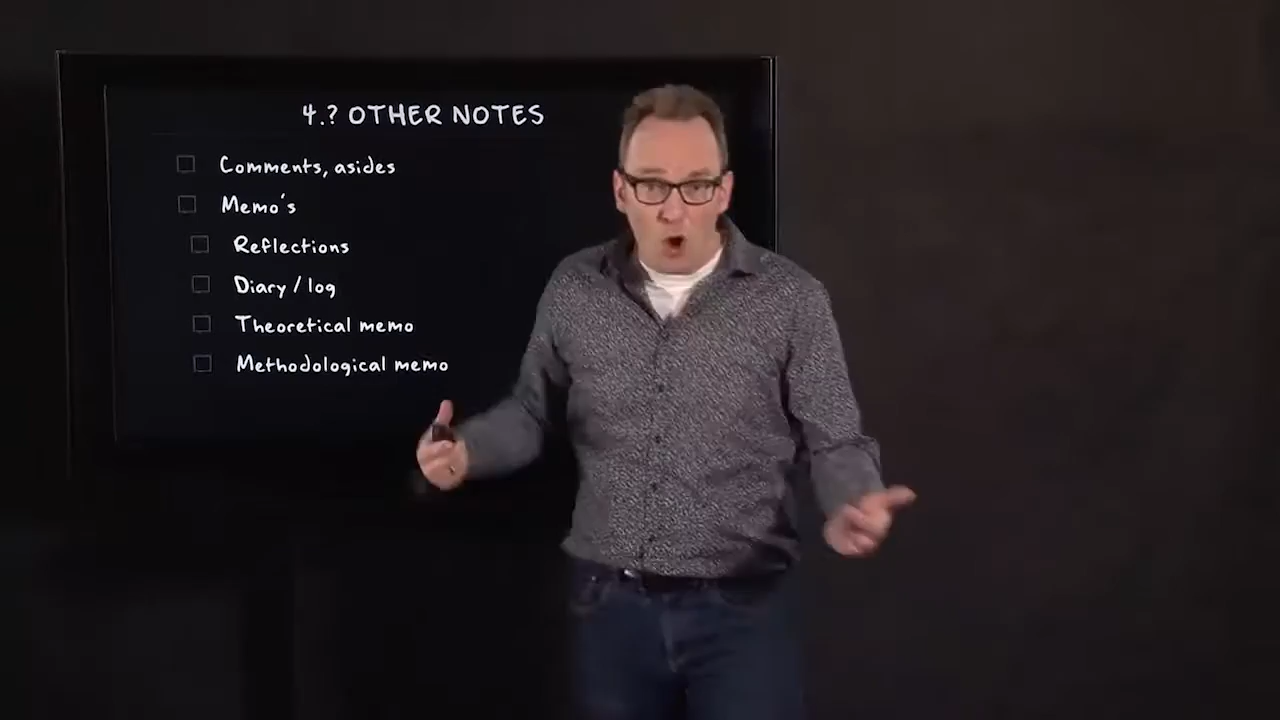 4.? OTHER NOTES
Comments, asides
Memo's
Reflections
Diary / log
Theoretical memo
Methodological memo